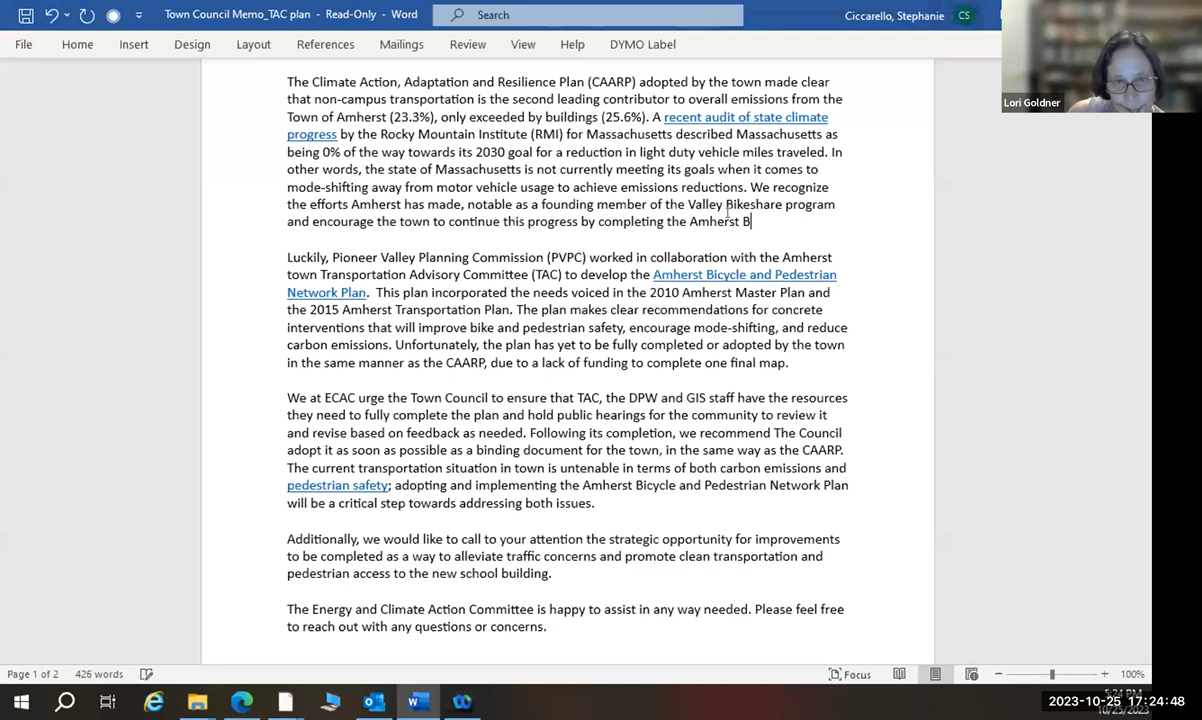 Town Council Memo_TAC plan - Read-Only - Word
Search
Ciccarello, Stephanie
CS
File
Home
Insert
Design
Layout
References
Mailings
Review
View
Help
DYMO Label
Lori Goldner
The Climate Action, Adaptation and Resilience Plan (CAARP) adopted by the town made clear
that non-campus transportation is the second leading contributor to overall emissions from the
Town of Amherst (23.3%), only exceeded by buildings (25.6%). A recent audit of state climate
progress by the Rocky Mountain Institute (RMI) for Massachusetts described Massachusetts as
being 0% of the way towards its 2030 goal for a reduction in light duty vehicle miles traveled. In
other words, the state of Massachusetts is not currently meeting its goals when it comes to
mode-shifting away from motor vehicle usage to achieve emissions reductions. We recognize
the efforts Amherst has made, notable as a founding member of the Valley Bikeshare program
and encourage the town to continue this progress by completing the Amherst B
Luckily, Pioneer Valley Planning Commission (PVPC) worked in collaboration with the Amherst
town Transportation Advisory Committee (TAC) to develop the Amherst Bicycle and Pedestrian
Network Plan. This plan incorporated the needs voiced in the 2010 Amherst Master Plan and
the 2015 Amherst Transportation Plan. The plan makes clear recommendations for concrete
interventions that will improve bike and pedestrian safety, encourage mode-shifting, and reduce
carbon emissions. Unfortunately, the plan has yet to be fully completed or adopted by the town
in the same manner as the CAARP, due to a lack of funding to complete one final map.
We at ECAC urge the Town Council to ensure that TAC, the DPW and GIS staff have the resources
they need to fully complete the plan and hold public hearings for the community to review it
and revise based on feedback as needed. Following its completion, we recommend The Council
adopt it as soon as possible as a binding document for the town, in the same way as the CAARP.
The current transportation situation in town is untenable in terms of both carbon emissions and
pedestrian safety; adopting and implementing the Amherst Bicycle and Pedestrian Network Plan
will be a critical step towards addressing both issues.
Additionally, we would like to call to your attention the strategic opportunity for improvements
to be completed as a way to alleviate traffic concerns and promote clean transportation and
pedestrian access to the new school building.
The Energy and Climate Action Committee is happy to assist in any way needed. Please feel free
to reach out with any questions or concerns.
Page 1 of 2
426 words
Focus
100%
5:24 PM
2023-10-25 17:24:48
10/25/2023